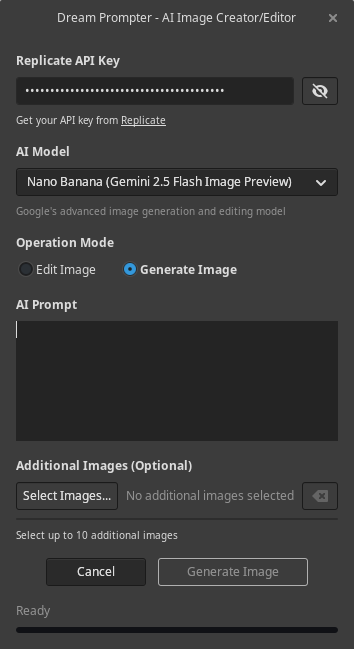 Dream Prompter - AI Image Creator/Editor
Replicate API Key
Get your API key from Replicate
AI Model
Nano Banana (Gemini 2.5 Flash Image Preview)
Google's advanced image generation and editing model
Operation Mode
Edit Image Generate Image
AI Prompt
Additional Images (Optional)
Select Images... No additional images selected
Select up to 10 additional images
Cancel Generate Image
Ready